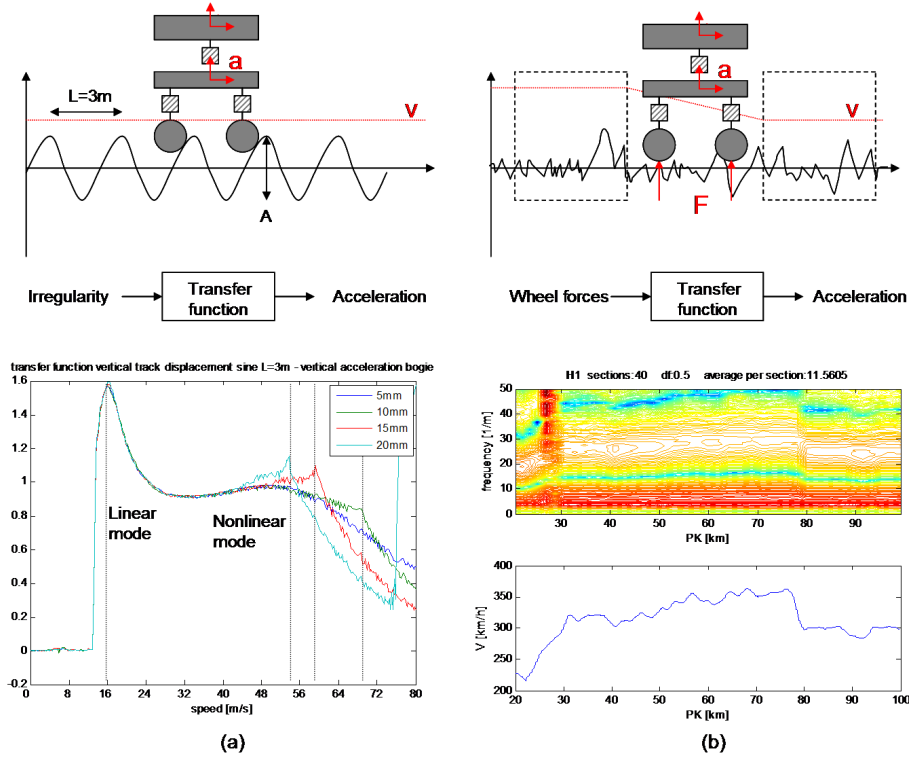 a
L=3m
V
A
Irregularity
Transfer
function
Acceleration
transfer function vertical track displacement sine L=3m - vertical acceleration bogie
1.6
1.4
1.2
1
0.8
0.6
0.4
0.2
0
-0.2
5mm
10mm
15mm
20mm
Linear
mode
Nonlinear
mode
0 8 16 24 32 40 48 56 64 72 80
speed [m/s]
(a)
a
V
F
Wheel forces
Transfer
function
Acceleration
H1 sections:40 df:0.5 average per section:11.5605
50
40
30
20
10
0
frequency [1/m]
30 40 50 60 70 80 90
PK [km]
400
350
300
250
200
V [km/h]
20 30 40 50 60 70 80 90 100
PK [km]
(b)